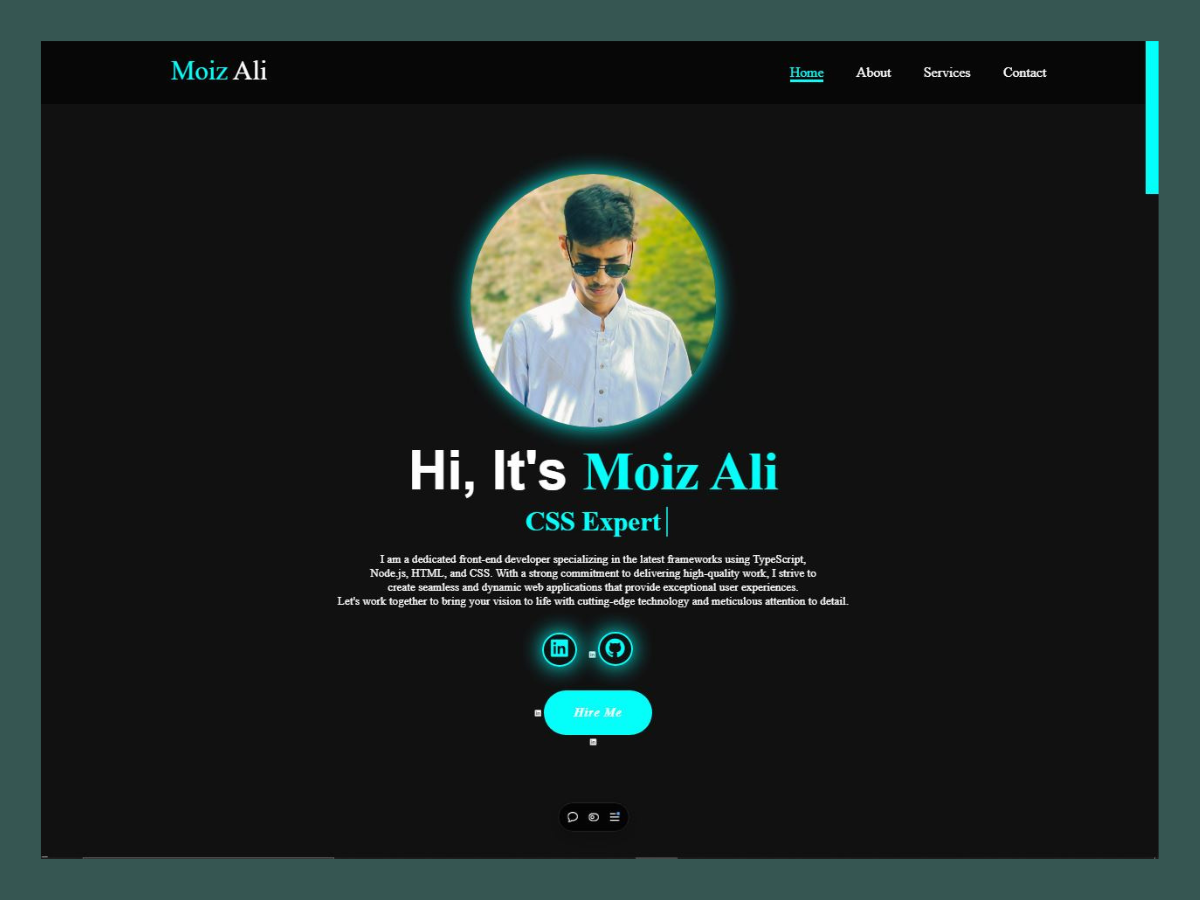 Moiz Ali
Home About Services Contact
Hi, It's Moiz Ali
CSS Expert
I am a dedicated front-end developer specializing in the latest frameworks using TypeScript,
Node.js, HTML, and CSS. With a strong commitment to delivering high-quality work, I strive to
create seamless and dynamic web applications that provide exceptional user experiences.
Let's work together to bring your vision to life with cutting-edge technology and meticulous attention to detail.
in
Hire Me